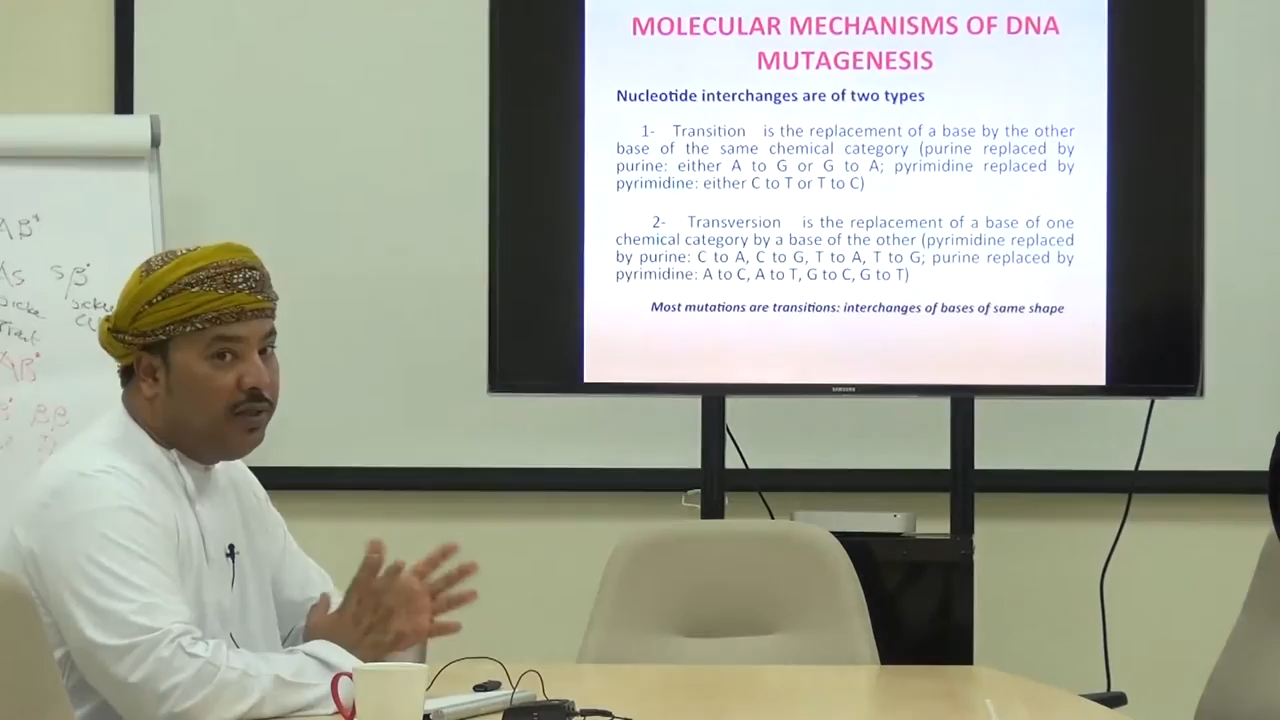 MOLECULAR MECHANISMS OF DNA
MUTAGENESIS
Nucleotide interchanges are of two types
1- Transition is the replacement of a base by the other
base of the same chemical category (purine replaced by
purine: either A to G or G to A; pyrimidine replaced by
pyrimidine: either C to T or T to C)
2- Transversion is the replacement of a base of one
chemical category by a base of the other (pyrimidine replaced
by purine: C to A, C to G, T to A, T to G; purine replaced by
pyrimidine: A to C, A to T, G to C, G to T)
Most mutations are transitions: interchanges of bases of same shape
SAMSUNG
ββ